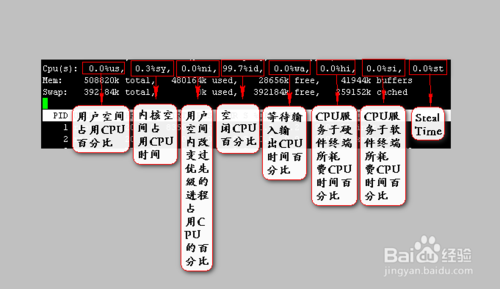 Cpu(s): 0.0%us, 0.3%sy, 0.0%ni, 99.7%id, 0.0%wa, 0.0%hi, 0.0%si, 0.0%st
Mem: 508820k total, 480164k used, 28656k free, 41944k buffers
Swap: 392184k total, 0k used, 392184k free, 359152k cached
PID
1
用户空间
占用CPU
百分比
内核空
间占
用CPU
时间
用户
空间
内改
变过
优先
级的
进程
占
用C
PU
的百
分比
空
闲CPU
百分比
等待输
入输
出CPU
时间百
分比
CPU服
务于硬
件终端
所耗
费CPU
时间百
分比
CPU服
务于软
件终端
所耗
费CPU
时间百
分比
Steal
Time
Baidu经验
jingyan.baidu.com